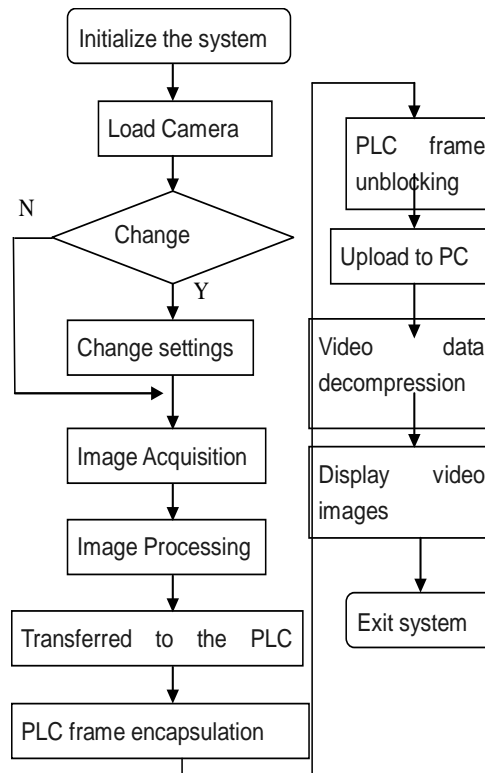 Initialize the system
Load Camera
N
Change
Y
Change settings
Image Acquisition
Image Processing
Transferred to the PLC
PLC frame encapsulation
PLC frame
unblocking
Upload to PC
Video data
decompression
Display video
images
Exit system